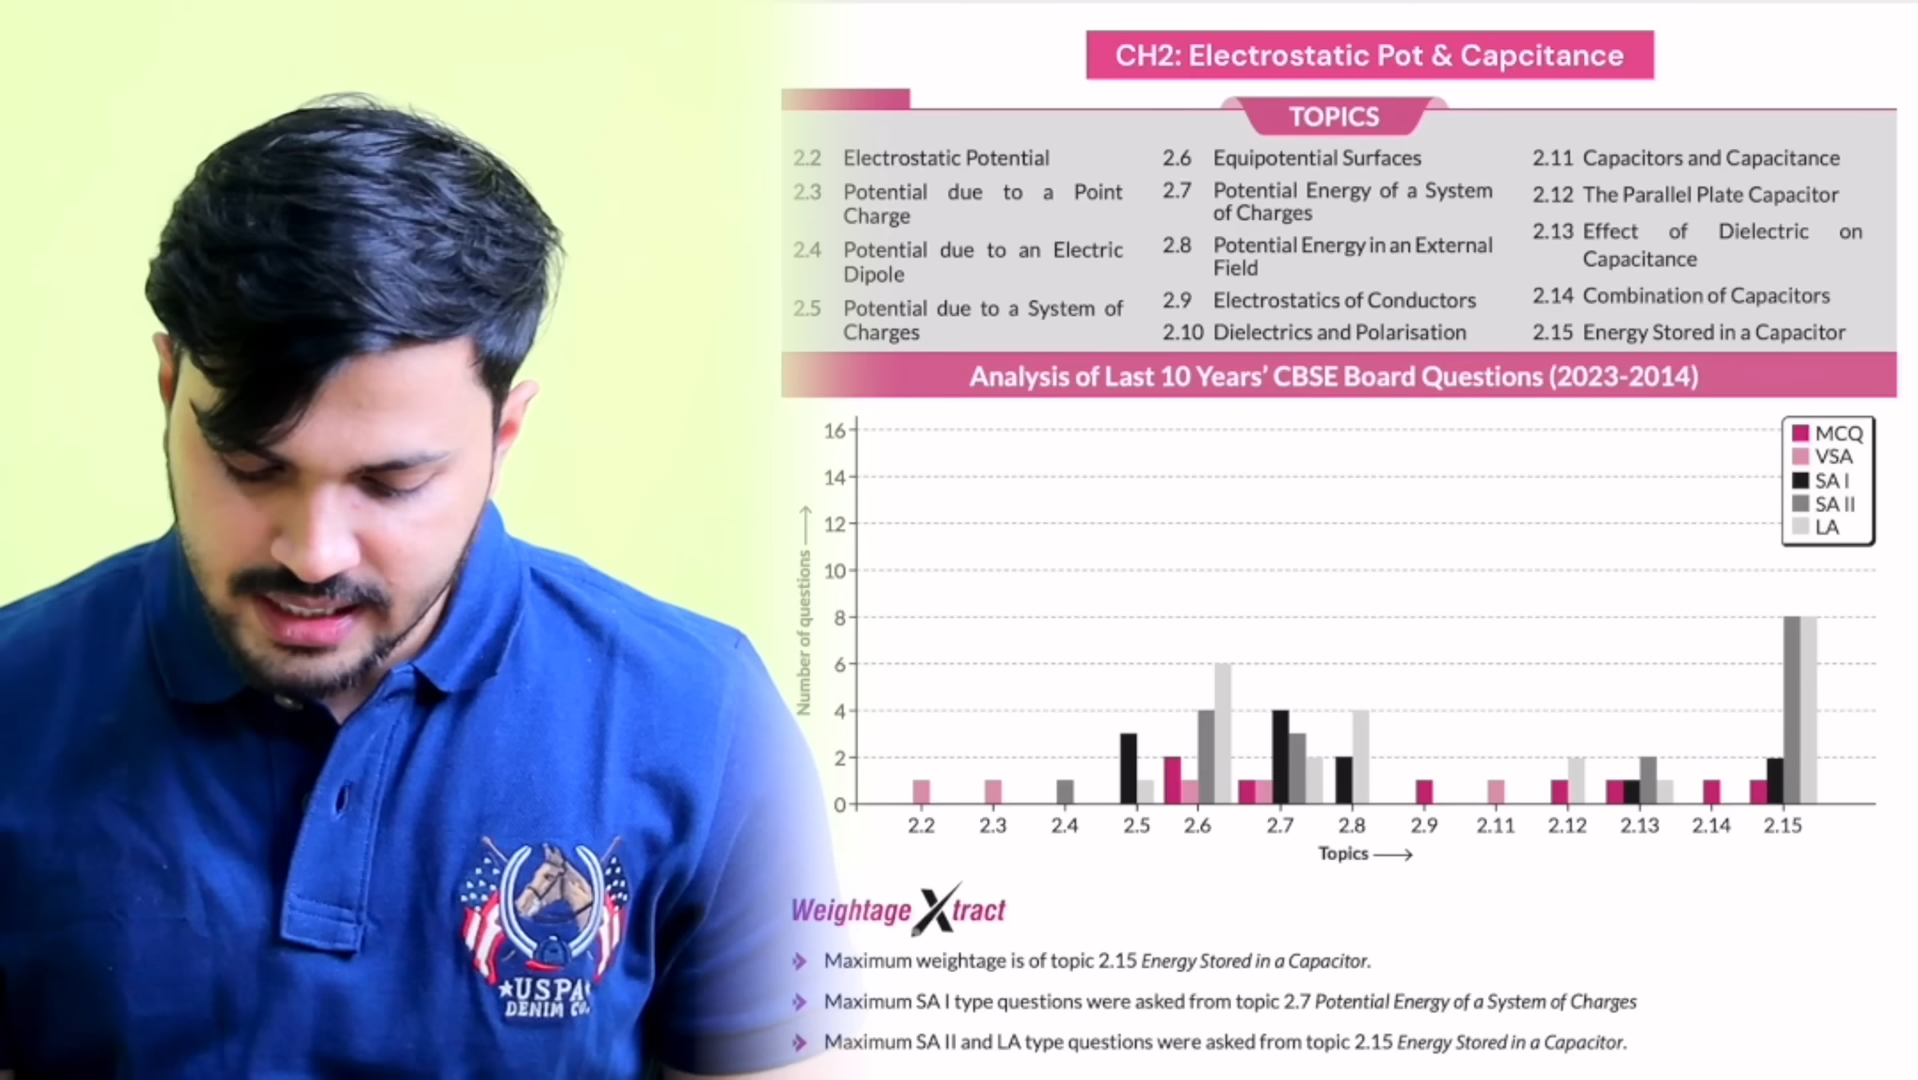 CH2: Electrostatic Pot & Capcitance
TOPICS
2.2 Electrostatic Potential
2.3 Potential due to a Point
Charge
2.4 Potential due to an Electric
Dipole
2.5 Potential due to a System of
Charges
2.6 Equipotential Surfaces
2.7 Potential Energy of a System
of Charges
2.8 Potential Energy in an External
Field
2.9 Electrostatics of Conductors
2.10 Dielectrics and Polarisation
2.11 Capacitors and Capacitance
2.12 The Parallel Plate Capacitor
2.13 Effect of Dielectric on
Capacitance
2.14 Combination of Capacitors
2.15 Energy Stored in a Capacitor
Analysis of Last 10 Years' CBSE Board Questions (2023-2014)
Number of questions
16
14
12
10
8
6
4
2
0
MCQ
VSA
SA I
SA II
LA
2.2 2.3 2.4 2.5 2.6 2.7 2.8 2.9 2.11 2.12 2.13 2.14 2.15
Topics
Weightage Xtract
Maximum weightage is of topic 2.15 Energy Stored in a Capacitor.
Maximum SA I type questions were asked from topic 2.7 Potential Energy of a System of Charges
Maximum SA II and LA type questions were asked from topic 2.15 Energy Stored in a Capacitor.
USPA
DENIM CO.